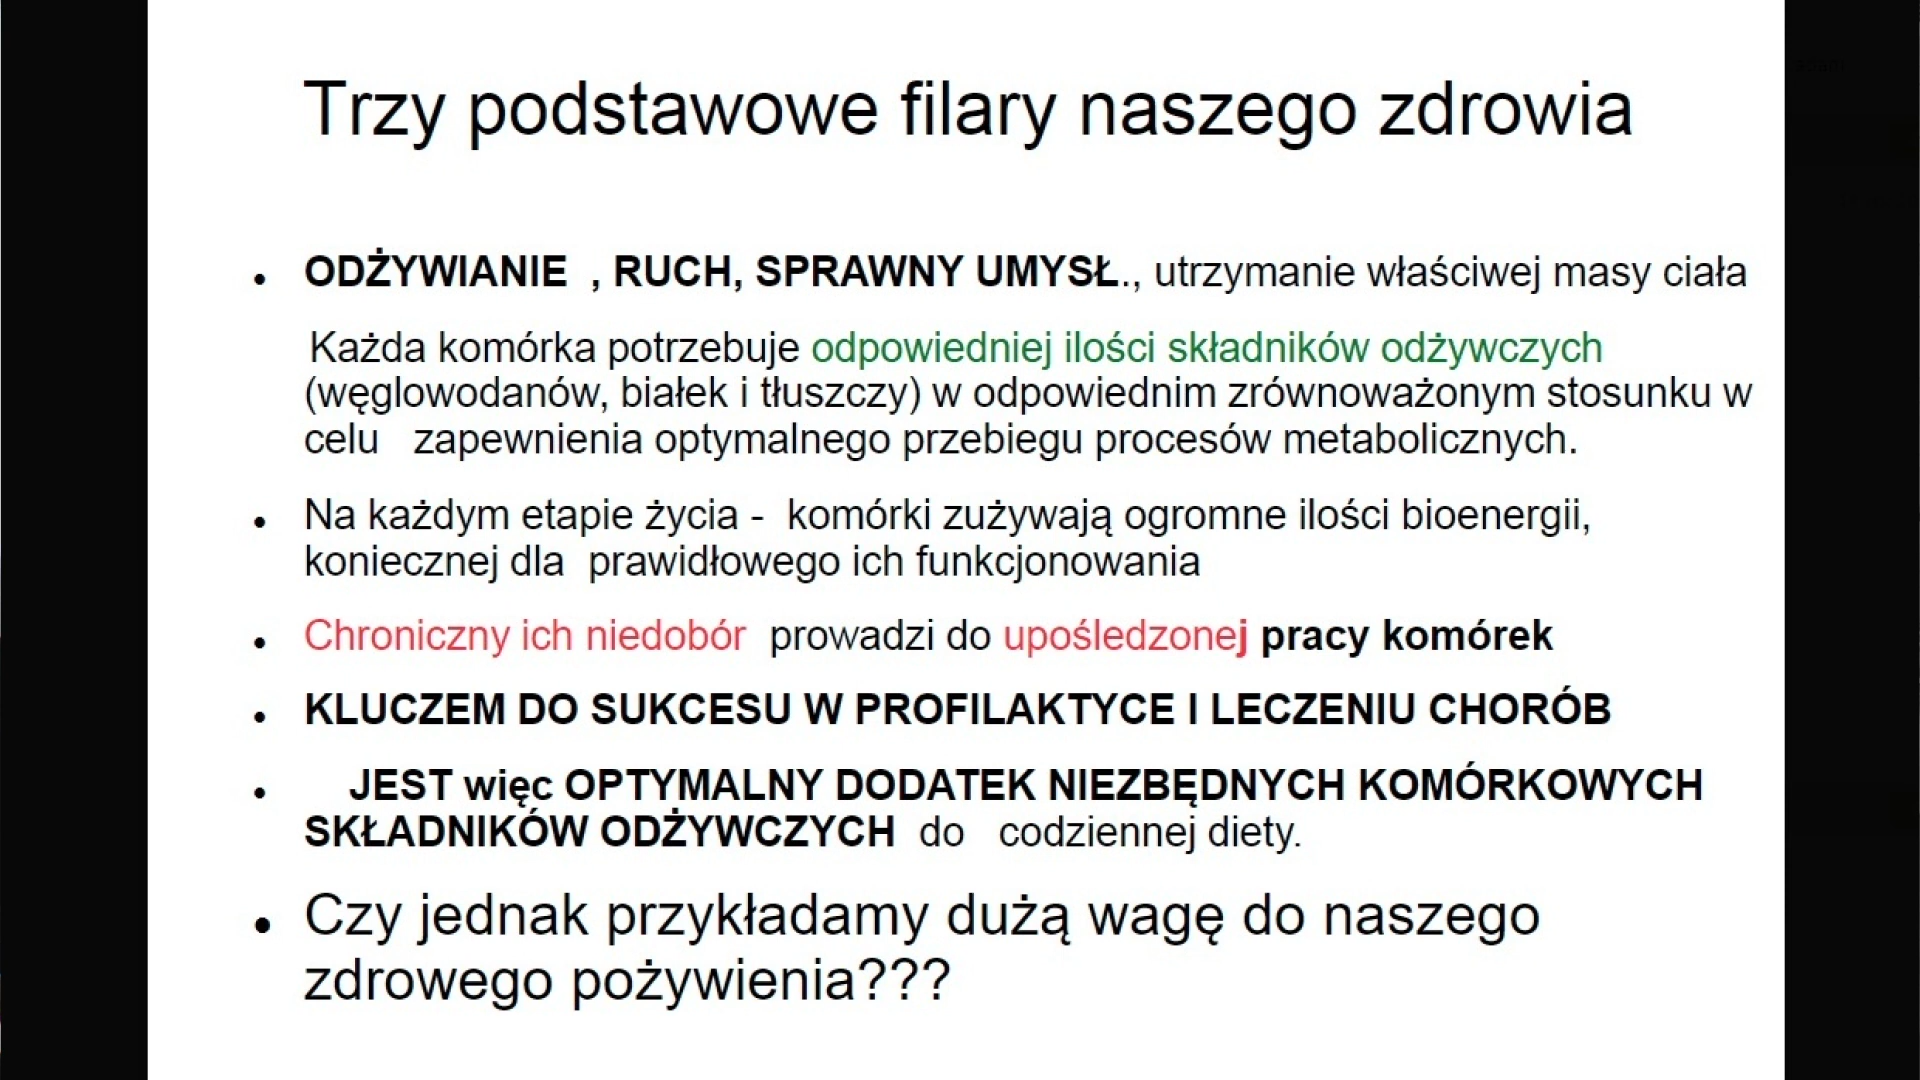 Trzy podstawowe filary naszego zdrowia
• ODŻYWIANIE , RUCH, SPRAWNY UMYSŁ., utrzymanie właściwej masy ciała
Każda komórka potrzebuje odpowiedniej ilości składników odżywczych
(węglowodanów, białek i tłuszczy) w odpowiednim zrównoważonym stosunku w
celu zapewnienia optymalnego przebiegu procesów metabolicznych.
• Na każdym etapie życia - komórki zużywają ogromne ilości bioenergii,
koniecznej dla prawidłowego ich funkcjonowania
• Chroniczny ich niedobór prowadzi do upośledzonej pracy komórek
• KLUCZEM DO SUKCESU W PROFILAKTYCE I LECZENIU CHORÓB
• JEST więc OPTYMALNY DODATEK NIEZBĘDNYCH KOMÓRKOWYCH
SKŁADNIKÓW ODŻYWCZYCH do codziennej diety.
• Czy jednak przykładamy dużą wagę do naszego
zdrowego pożywienia???